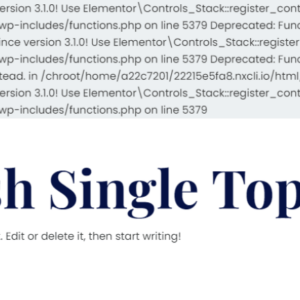 ersion 3.1.0! Use Elementor\Controls_Stack::register_cont
wp-includes/functions.php on line 5379 Deprecated: Func
ince version 3.1.0! Use Elementor\Controls_Stack::register
wp-includes/functions.php on line 5379 Deprecated: Func
tead. in /chroot/home/a22c7201/22215e5fa8.nxcli.io/html/
ersion 3.1.0! Use Elementor\Controls_Stack::register_cont
wp-includes/functions.php on line 5379
sh Single Top
. Edit or delete it, then start writing!